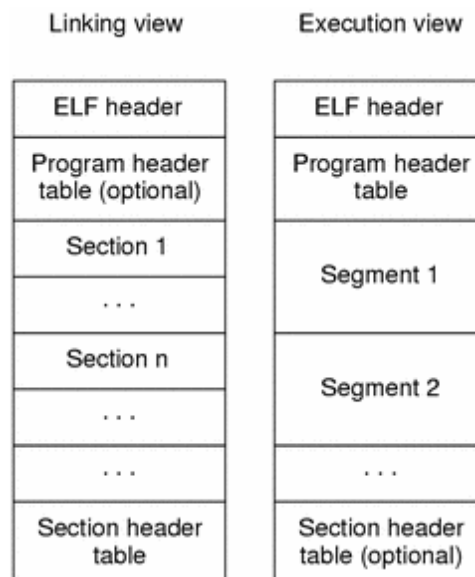 Linking view
ELF header
Program header
table (optional)
Section 1
. . .
Section n
. . .
. . .
Section header
table
Execution view
ELF header
Program header
table
Segment 1
Segment 2
. . .
Section header
table (optional)